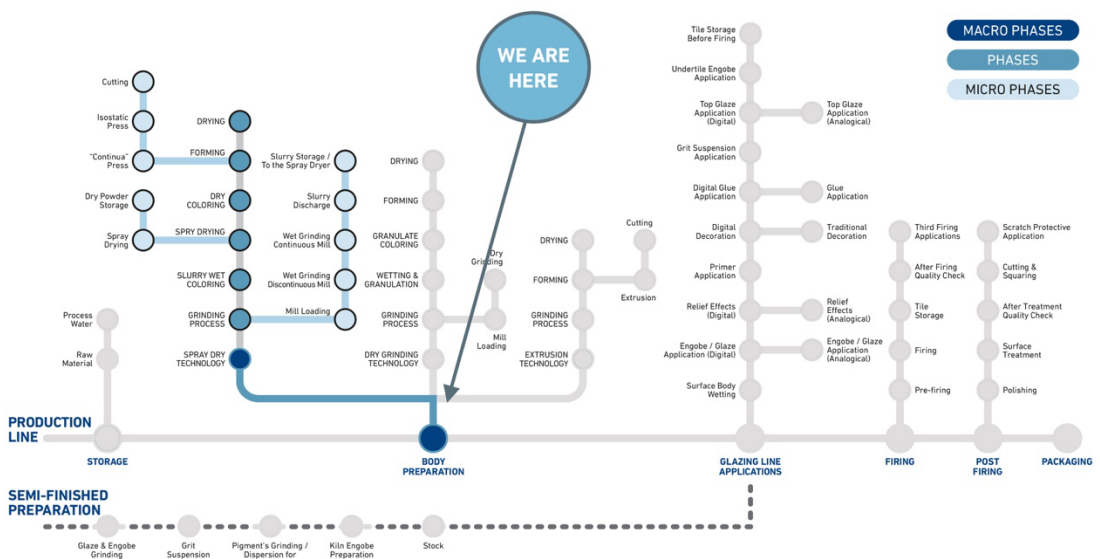 WE ARE
HERE
MACRO PHASES
PHASES
MICRO PHASES
Cutting
Isostatic
Press
"Continua"
Press
Dry Powder
Storage
Spray
Drying
DRYING
FORMING
DRY
COLORING
SPRY DRYING
SLURRY WET
COLORING
GRINDING
PROCESS
SPRAY DRY
TECHNOLOGY
Slurry Storage /
To the Spray Dryer
Slurry
Discharge
Wet Grinding
Continuous Mill
Wet Grinding
Discontinuous Mill
Mill Loading
DRYING
FORMING
GRANULATE
COLORING
WETTING &
GRANULATION
GRINDING
PROCESS
DRY GRINDING
TECHNOLOGY
Dry
Grinding
Mill
Loading
DRYING
FORMING
GRINDING
PROCESS
EXTRUSION
TECHNOLOGY
Cutting
Extrusion
Tile Storage
Before Firing
Undertile Engobe
Application
Top Glaze
Application
(Digital)
Top Glaze
Application
(Analogical)
Grit Suspension
Application
Digital Glue
Application
Glue
Application
Digital
Decoration
Traditional
Decoration
Primer
Application
Relief Effects
(Digital)
Relief
Effects
(Analogical)
Engobe / Glaze
Application (Digital)
Engobe / Glaze
Application
(Analogical)
Surface Body
Wetting
Third Firing
Applications
After Firing
Quality Check
Tile
Storage
Firing
Pre-firing
Scratch Protective
Application
Cutting &
Squaring
After Treatment
Quality Check
Surface
Treatment
Polishing
Process
Water
Raw
Material
PRODUCTION
LINE
STORAGE
BODY
PREPARATION
GLAZING LINE
APPLICATIONS
FIRING
POST
FIRING
PACKAGING
SEMI-FINISHED
PREPARATION
Glaze & Engobe
Grinding
Grit
Suspension
Pigment's Grinding /
Dispersion for
Kiln Engobe
Preparation
Stock